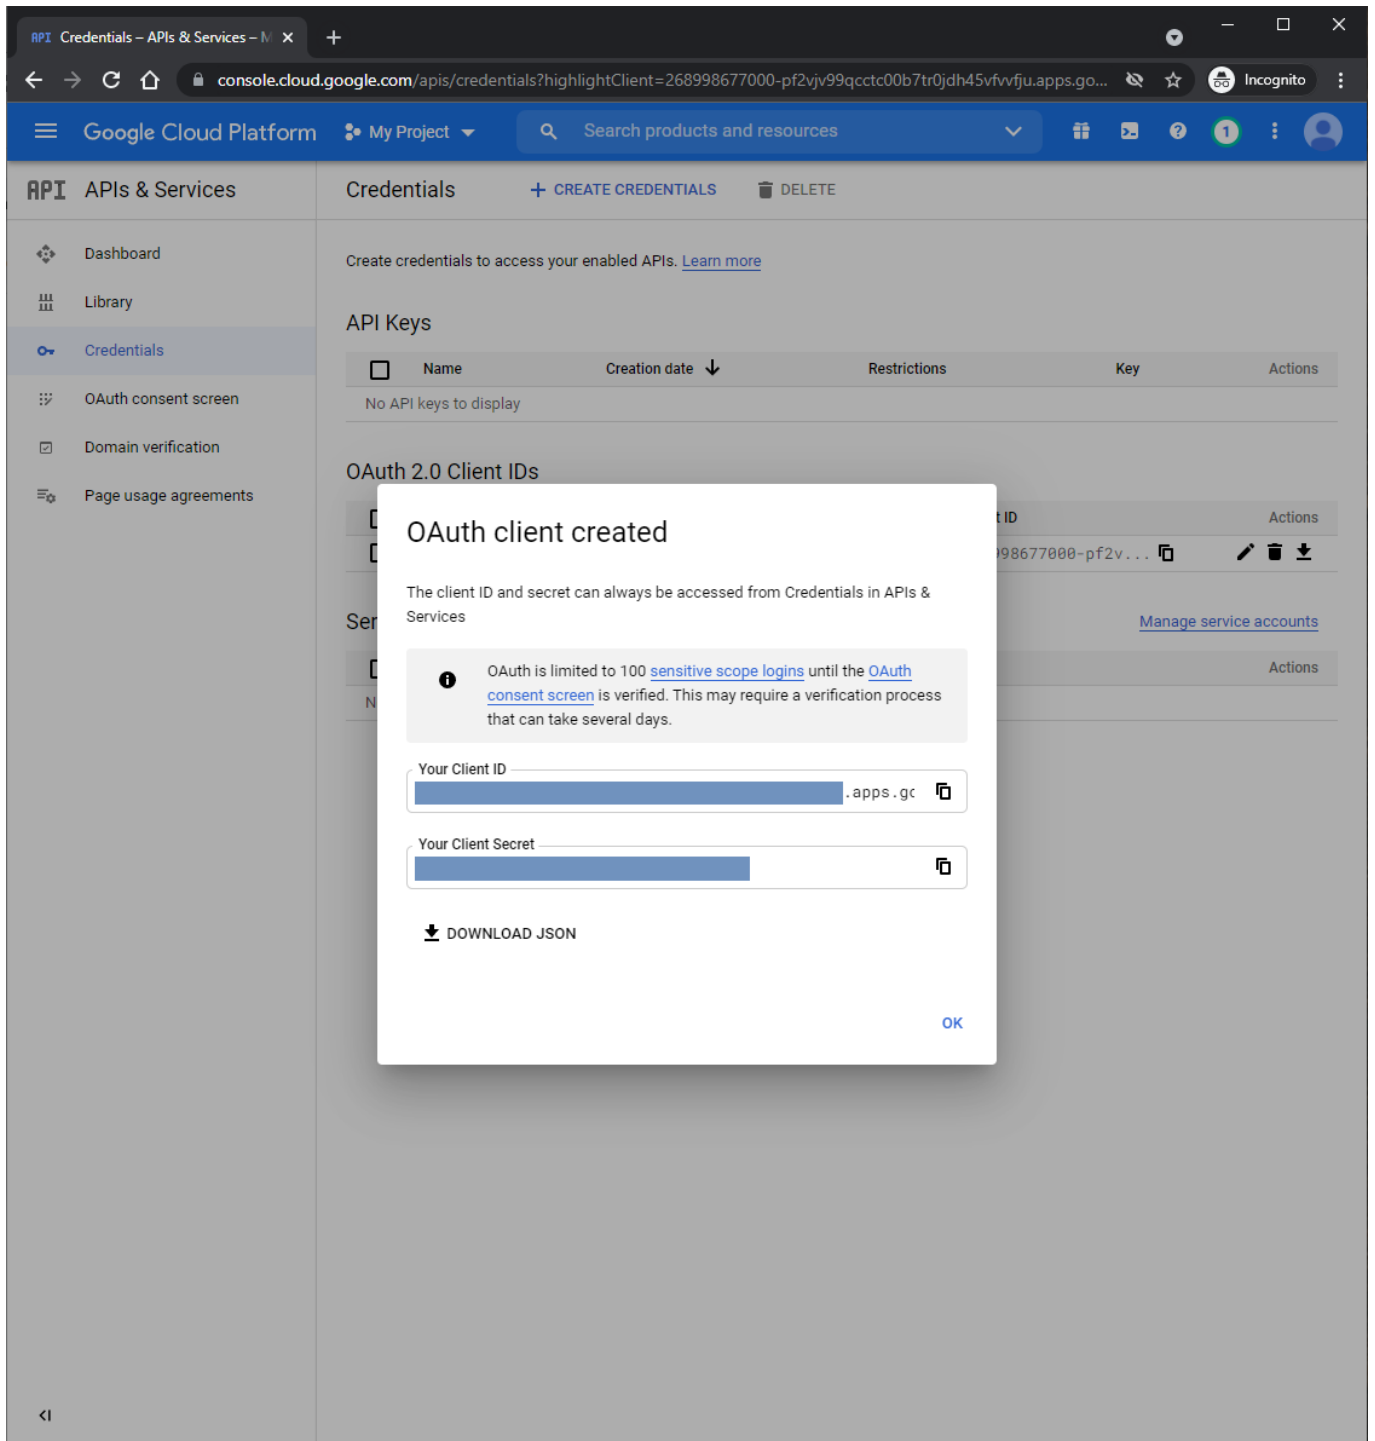 API Credentials – APIs & Services – M
console.cloud.google.com/apis/credentials?highlightClient=268998677000-pf2vjv99qcctc00b7tr0jdh45vfvvfju.apps.go...
Incognito
Google Cloud Platform
My Project
Search products and resources
1
API APIs & Services
Credentials
CREATE CREDENTIALS
DELETE
Dashboard
Library
Credentials
OAuth consent screen
Domain verification
Page usage agreements
Create credentials to access your enabled APIs. Learn more
API Keys
Name Creation date Restrictions Key Actions
No API keys to display
OAuth 2.0 Client IDs
t ID Actions
98677000-pf2v...
Ser
Manage service accounts
Actions
N
OAuth client created
The client ID and secret can always be accessed from Credentials in APIs &
Services
OAuth is limited to 100 sensitive scope logins until the OAuth
consent screen is verified. This may require a verification process
that can take several days.
Your Client ID
.apps.gc
Your Client Secret
DOWNLOAD JSON
OK